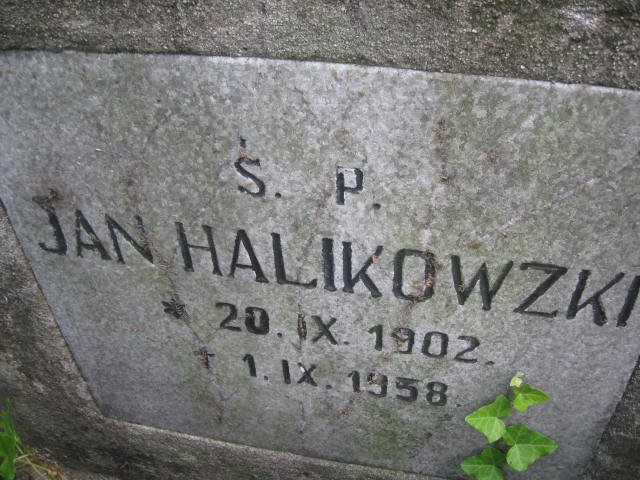 Ś. P.
JAN HALIKOWZKI
* 20. IX. 1902.
† 1. IX. 1958.